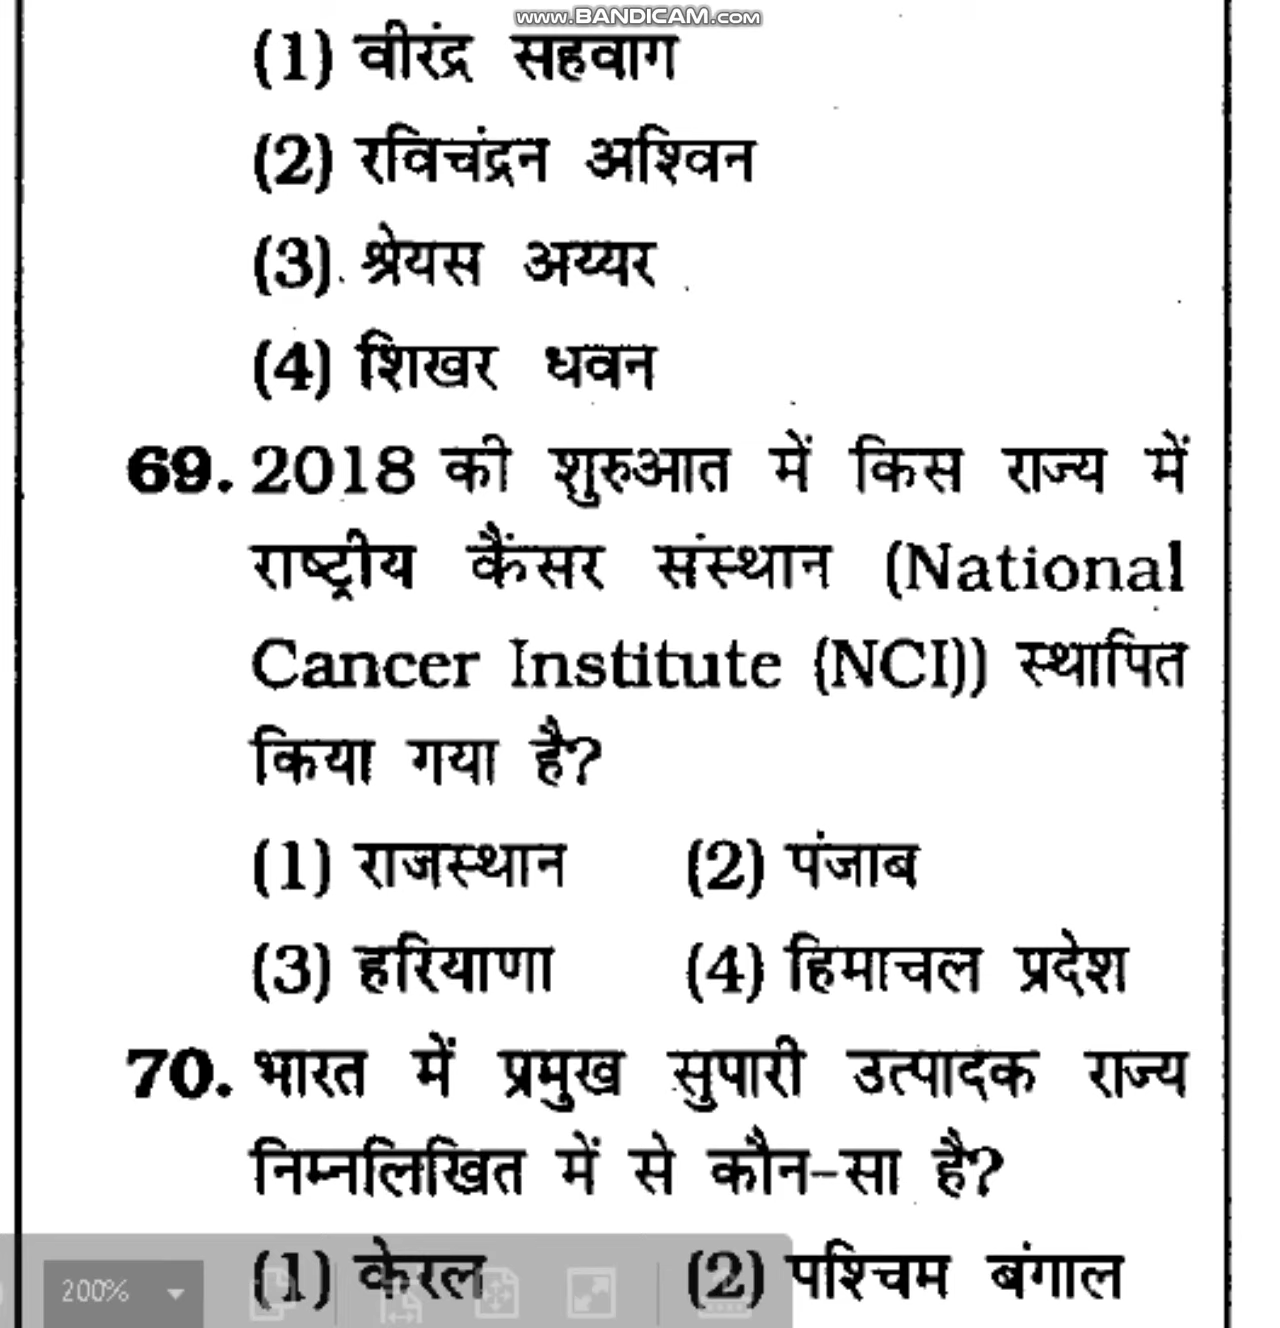 www.BANDICAM.com
(1) वीरंद्र सहवाग
(2) रविचंद्रन अश्विन
(3) श्रेयस अय्यर
(4) शिखर धवन
69. 2018 की शुरुआत में किस राज्य में
राष्ट्रीय कैंसर संस्थान (National
Cancer Institute (NCI)) स्थापित
किया गया है?
(1) राजस्थान (2) पंजाब
(3) हरियाणा (4) हिमाचल प्रदेश
70. भारत में प्रमुख सुपारी उत्पादक राज्य
निम्नलिखित में से कौन-सा है?
(1) केरल (2) पश्चिम बंगाल
200%